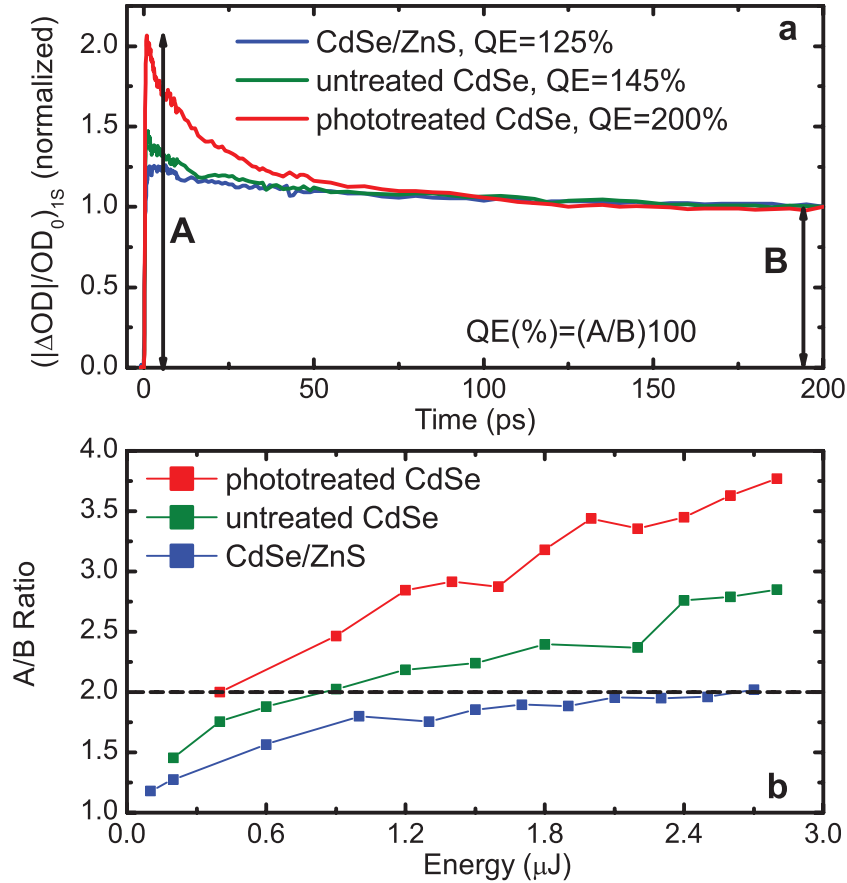 a
CdSe/ZnS, QE=125%
untreated CdSe, QE=145%
phototreated CdSe, QE=200%
(|ΔOD|/OD₀)₁S (normalized)
2.0
1.5
1.0
0.5
0.0
A
B
QE(%)=(A/B)100
0 50 100 150 200
Time (ps)
4.0
3.5
3.0
2.5
2.0
1.5
1.0
A/B Ratio
phototreated CdSe
untreated CdSe
CdSe/ZnS
b
0.0 0.6 1.2 1.8 2.4 3.0
Energy (μJ)